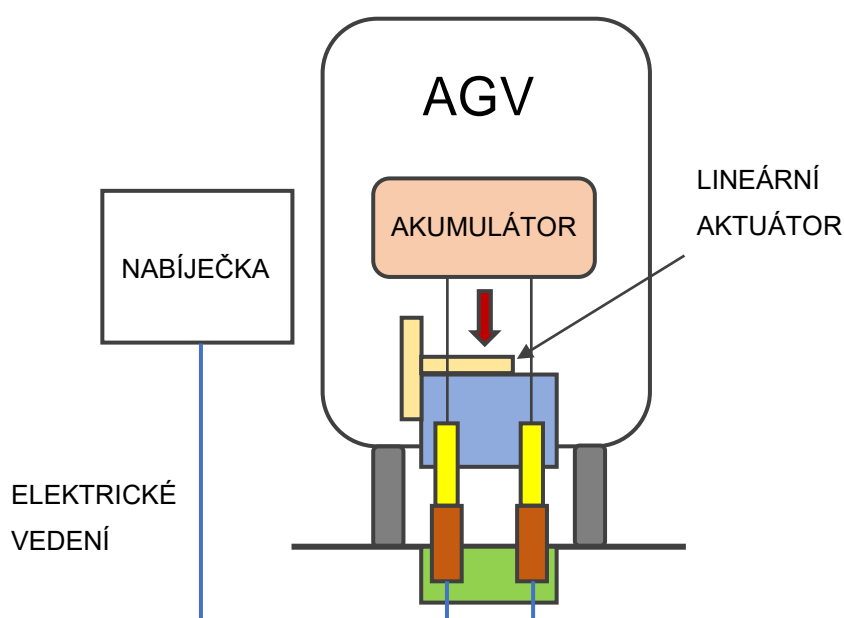 AGV
LINEÁRNÍ
AKTUÁTOR
AKUMULÁTOR
NABÍJEČKA
ELEKTRICKÉ
VEDENÍ